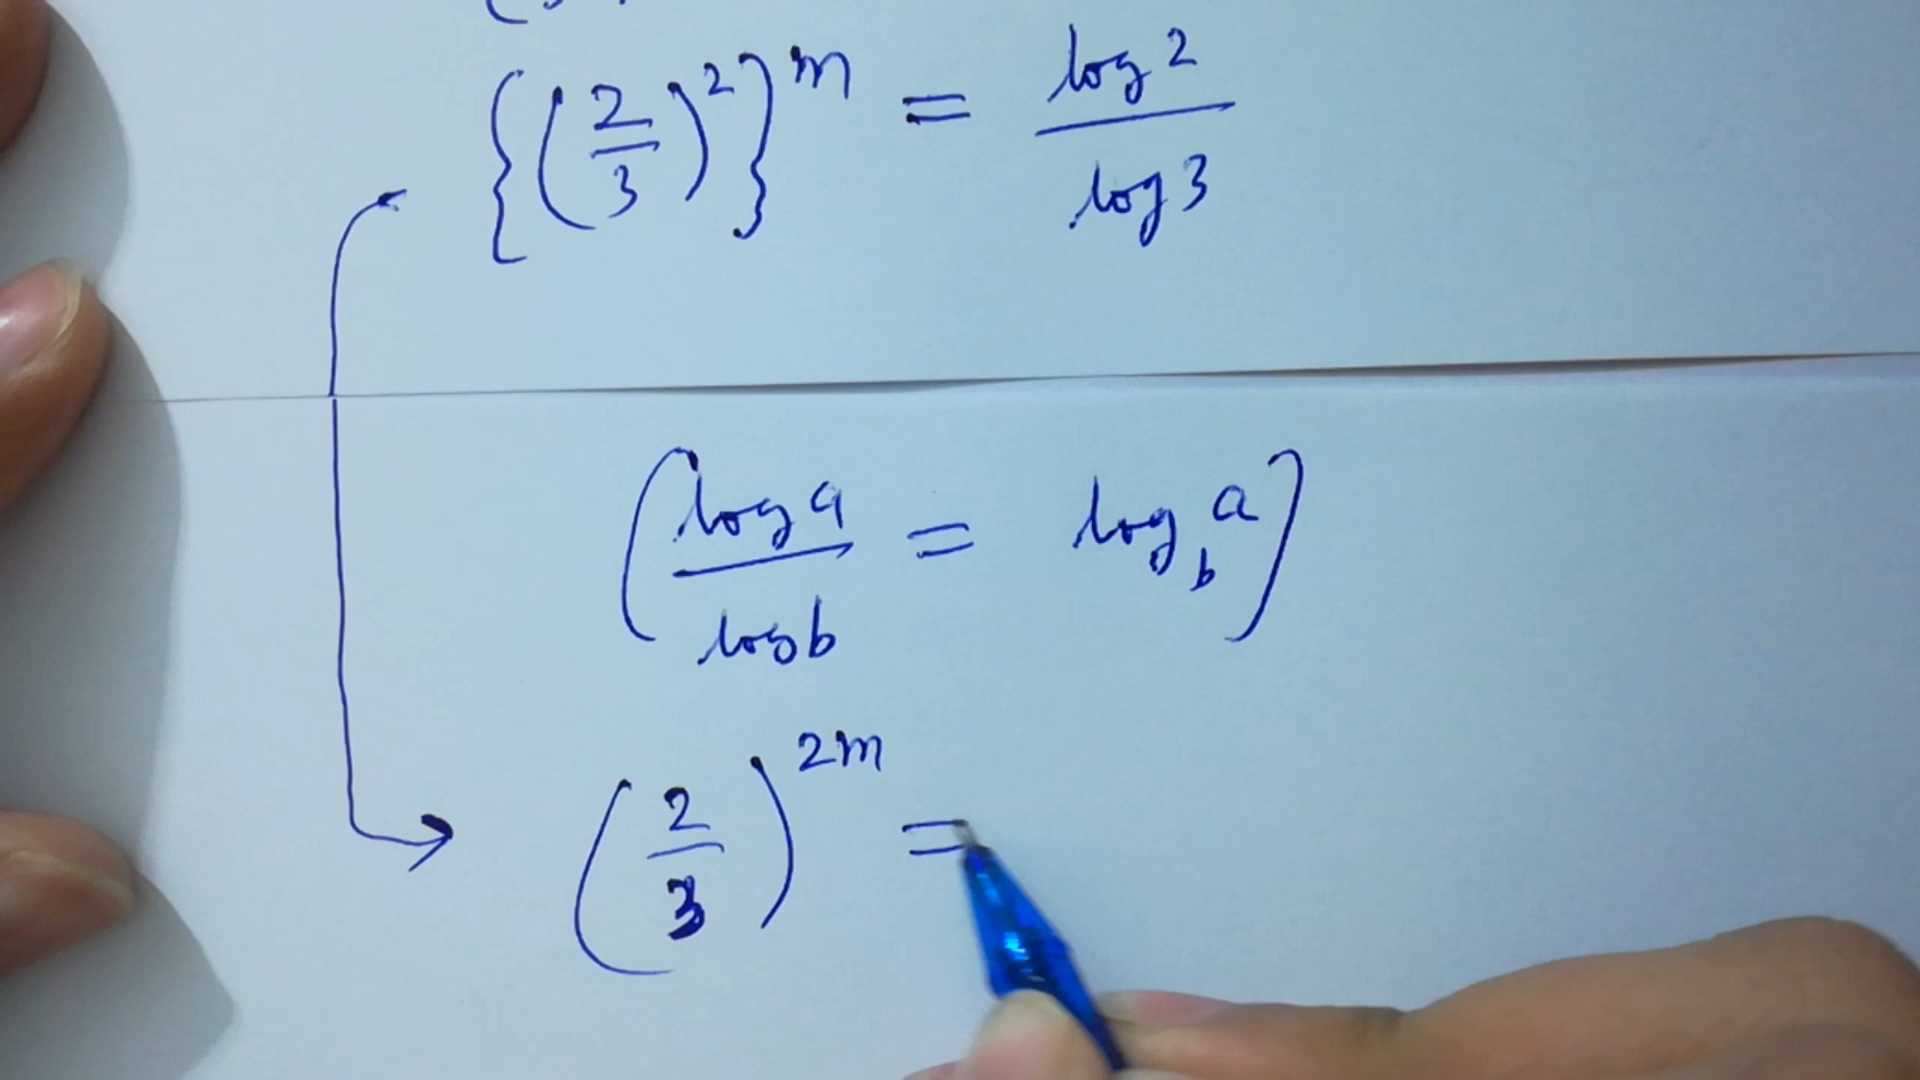 {(2/3)²}ᵐ = log 2 / log 3
(log a / log b = log_b a)
(2/3)²ᵐ =